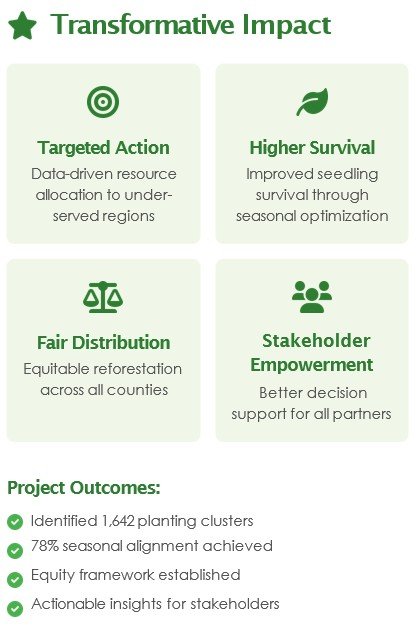 Transformative Impact
Targeted Action
Data-driven resource
allocation to under-
served regions
Higher Survival
Improved seedling
survival through
seasonal optimization
Fair Distribution
Equitable reforestation
across all counties
Stakeholder
Empowerment
Better decision
support for all partners
Project Outcomes:
Identified 1,642 planting clusters
78% seasonal alignment achieved
Equity framework established
Actionable insights for stakeholders